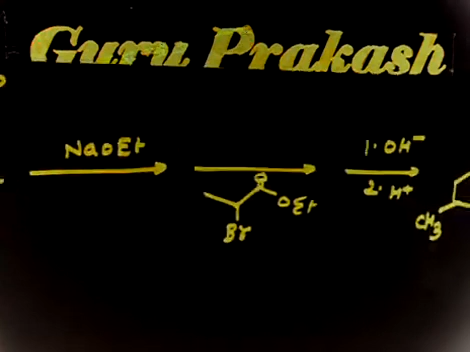 Guru Prakash
NaOEt
1. OH⁻
2. H⁺
O
OEt
Br
CH₃